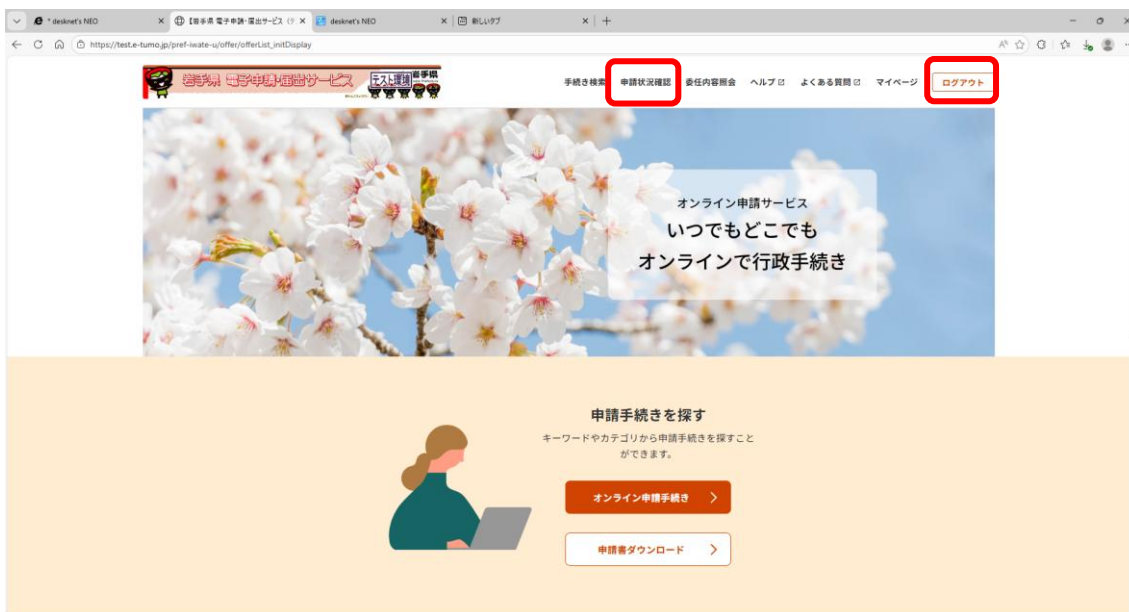 * desknet's NEO
【岩手県 電子申請・届出サービス (テ
desknet's NEO
新しいタブ
https://test.e-tumo.jp/pref-iwate-u/offer/offerList_initDisplay
岩手県 電子申請・届出サービス
テスト環境
岩手県
手続き検索
申請状況確認
委任内容照会
ヘルプ
よくある質問
マイページ
ログアウト
オンライン申請サービス
いつでもどこでも
オンラインで行政手続き
申請手続きを探す
キーワードやカテゴリから申請手続きを探すこと
ができます。
オンライン申請手続き
申請書ダウンロード